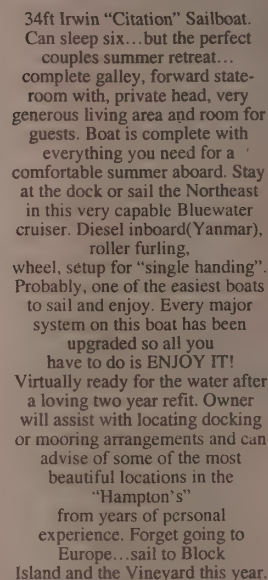 34ft Irwin “Citation” Sailboat.
Can sleep six...but the perfect
couples summer retreat...
complete galley, forward state-
room with, private head, very
generous living area and room for
guests. Boat is complete with
everything you need for a
comfortable summer aboard. Stay
at the dock or sail the Northeast
in this very capable Bluewater
cruiser. Diesel inboard(Yanmar),
roller furling,
wheel, setup for “single handing”.
Probably, one of the easiest boats
to sail and enjoy. Every major
system on this boat has been
upgraded so all you
have to do is ENJOY IT!
Virtually ready for the water after
a loving two year refit. Owner
will assist with locating docking
or mooring arrangements and can
advise of some of the most
beautiful locations in the
“Hampton's”
from years of personal
experience. Forget going to
Europe...sail to Block
Island and the Vineyard this year.